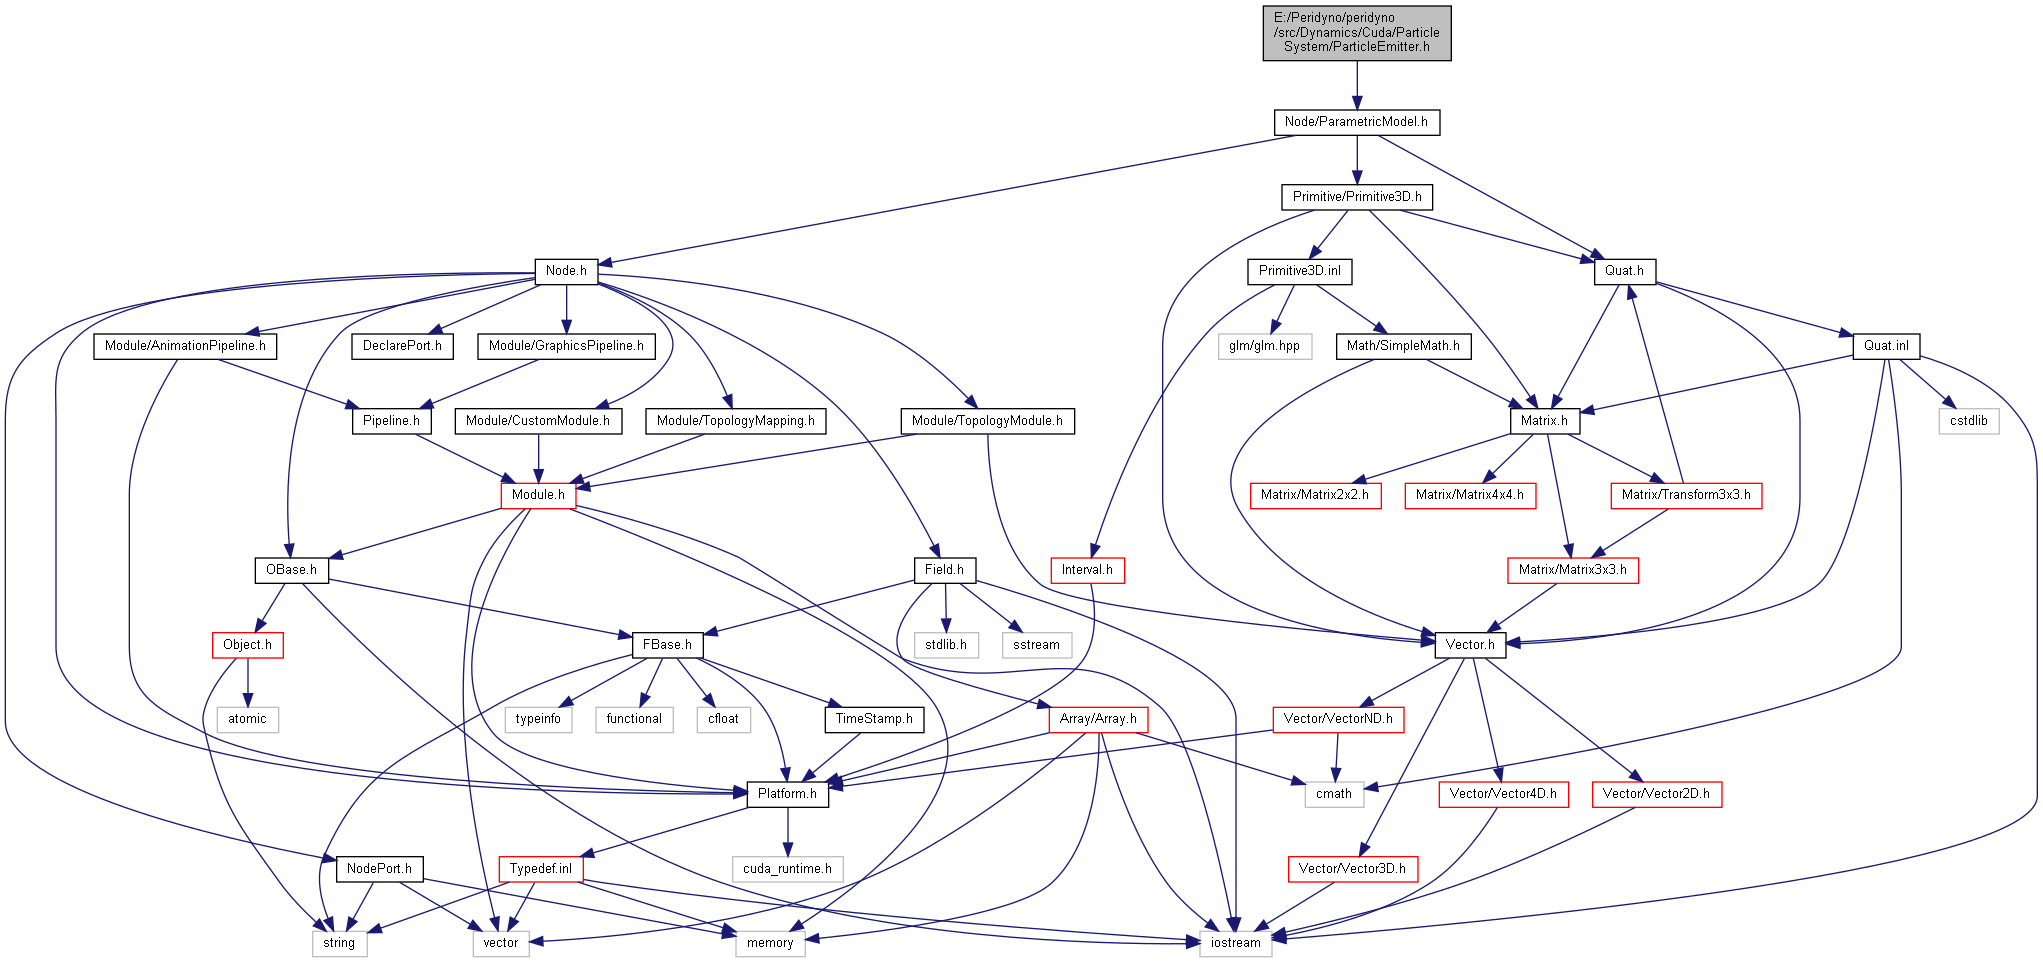 E:/Peridyno/peridyno
/src/Dynamics/Cuda/Particle
System/ParticleEmitter.h
Node/ParametricModel.h
Primitive/Primitive3D.h
Node.h
Primitive3D.inl
Quat.h
Module/AnimationPipeline.h
DeclarePort.h
Module/GraphicsPipeline.h
glm/glm.hpp
Math/SimpleMath.h
Quat.inl
Pipeline.h
Module/CustomModule.h
Module/TopologyMapping.h
Module/TopologyModule.h
Matrix.h
cstdlib
Module.h
Matrix/Matrix2x2.h
Matrix/Matrix4x4.h
Matrix/Transform3x3.h
OBase.h
Field.h
Interval.h
Matrix/Matrix3x3.h
Object.h
FBase.h
stdlib.h
sstream
Vector.h
atomic
typeinfo
functional
cfloat
TimeStamp.h
Array/Array.h
Vector/VectorND.h
Platform.h
cmath
Vector/Vector4D.h
Vector/Vector2D.h
NodePort.h
Typedef.inl
cuda_runtime.h
Vector/Vector3D.h
string
vector
memory
iostream